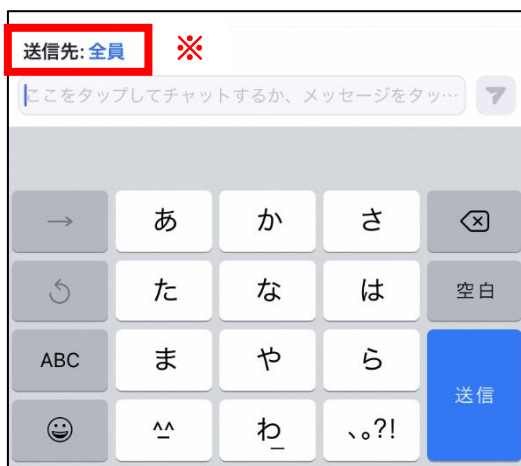 送信先: 全員 ※
ここをタップしてチャットするか、メッセージをタッ…
→ あ か さ
た な は 空白
ABC ま や ら 送信
^^ わ 、。?!